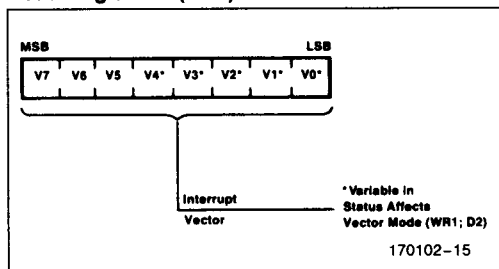 MSB LSB
V7 V6 V5 V4* V3* V2* V1* V0*
Interrupt
Vector
*Variable in
Status Affects
Vector Mode (WR1; D2)
170102-15